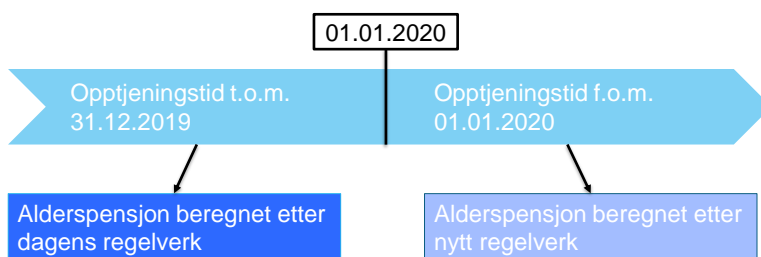 01.01.2020
Opptjeningstid t.o.m.
31.12.2019
Opptjeningstid f.o.m.
01.01.2020
Alderspensjon beregnet etter
dagens regelverk
Alderspensjon beregnet etter
nytt regelverk